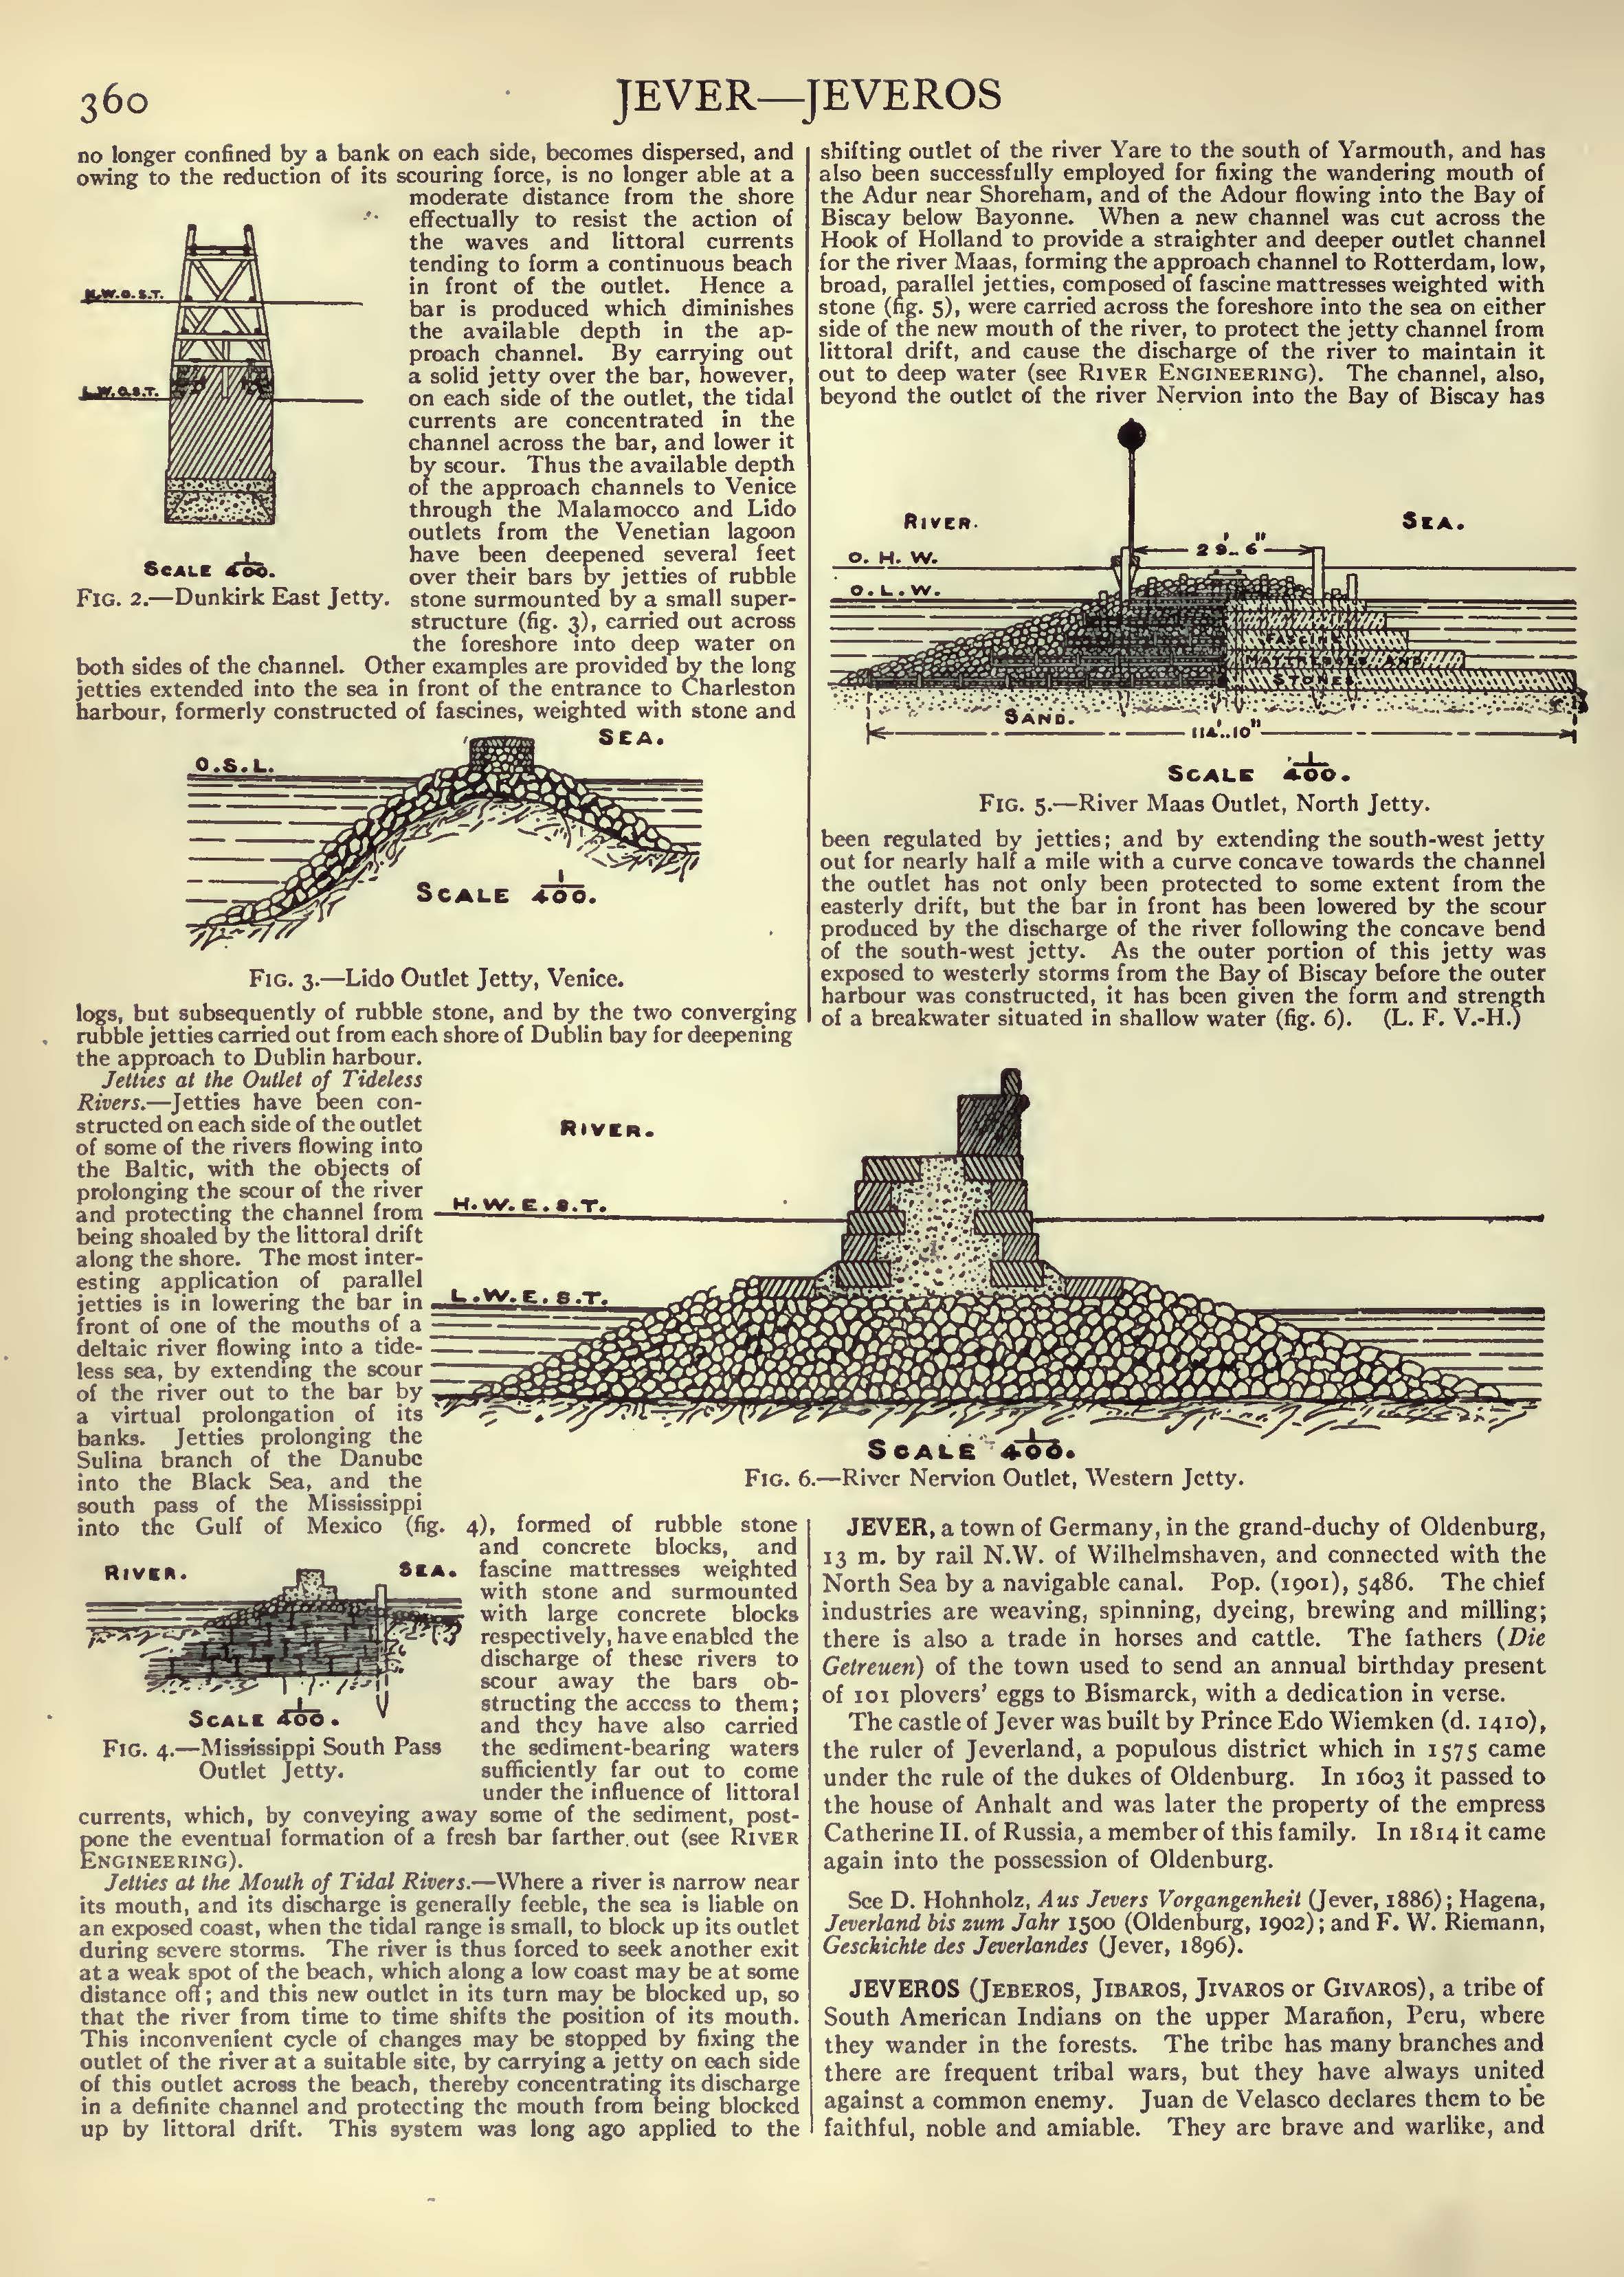 360
JEVER—JEVEROS
no longer confined by a bank on each side, becomes dispersed, and
owing to the reduction of its scouring force, is no longer able at a
moderate distance from the shore
effectually to resist the action of
the waves and littoral currents
tending to form a continuous beach
in front of the outlet. Hence a
bar is produced which diminishes
the available depth in the ap-
proach channel. By carrying out
a solid jetty over the bar, however,
on each side of the outlet, the tidal
currents are concentrated in the
channel across the bar, and lower it
by scour. Thus the available depth
of the approach channels to Venice
through the Malamocco and Lido
outlets from the Venetian lagoon
have been deepened several feet
over their bars by jetties of rubble
stone surmounted by a small super-
structure (fig. 3), carried out across
the foreshore into deep water on
H.W.O.S.T.
L.W.O.S.T.
SCALE 1/400.
FIG. 2.—Dunkirk East Jetty.
both sides of the channel. Other examples are provided by the long
jetties extended into the sea in front of the entrance to Charleston
harbour, formerly constructed of fascines, weighted with stone and
SEA.
O.S.L.
SCALE 1/400.
FIG. 3.—Lido Outlet Jetty, Venice.
logs, but subsequently of rubble stone, and by the two converging
rubble jetties carried out from each shore of Dublin bay for deepening
the approach to Dublin harbour.
Jetties at the Outlet of Tideless
Rivers.—Jetties have been con-
structed on each side of the outlet
of some of the rivers flowing into
the Baltic, with the objects of
prolonging the scour of the river
and protecting the channel from
being shoaled by the littoral drift
along the shore. The most inter-
esting application of parallel
jetties is in lowering the bar in
front of one of the mouths of a
deltaic river flowing into a tide-
less sea, by extending the scour
of the river out to the bar by
a virtual prolongation of its
banks. Jetties prolonging the
Sulina branch of the Danube
into the Black Sea, and the
south pass of the Mississippi
into the Gulf of Mexico (fig. 4), formed of rubble stone
and concrete blocks, and
fascine mattresses weighted
with stone and surmounted
with large concrete blocks
respectively, have enabled the
discharge of these rivers to
scour away the bars ob-
structing the access to them;
and they have also carried
the sediment-bearing waters
sufficiently far out to come
under the influence of littoral
RIVER.
SEA.
SCALE 1/400.
FIG. 4.—Mississippi South Pass
Outlet Jetty.
currents, which, by conveying away some of the sediment, post-
pone the eventual formation of a fresh bar farther out (see RIVER
ENGINEERING).
Jetties at the Mouth of Tidal Rivers.—Where a river is narrow near
its mouth, and its discharge is generally feeble, the sea is liable on
an exposed coast, when the tidal range is small, to block up its outlet
during severe storms. The river is thus forced to seek another exit
at a weak spot of the beach, which along a low coast may be at some
distance off; and this new outlet in its turn may be blocked up, so
that the river from time to time shifts the position of its mouth.
This inconvenient cycle of changes may be stopped by fixing the
outlet of the river at a suitable site, by carrying a jetty on each side
of this outlet across the beach, thereby concentrating its discharge
in a definite channel and protecting the mouth from being blocked
up by littoral drift. This system was long ago applied to the
shifting outlet of the river Yare to the south of Yarmouth, and has
also been successfully employed for fixing the wandering mouth of
the Adur near Shoreham, and of the Adour flowing into the Bay of
Biscay below Bayonne. When a new channel was cut across the
Hook of Holland to provide a straighter and deeper outlet channel
for the river Maas, forming the approach channel to Rotterdam, low,
broad, parallel jetties, composed of fascine mattresses weighted with
stone (fig. 5), were carried across the foreshore into the sea on either
side of the new mouth of the river, to protect the jetty channel from
littoral drift, and cause the discharge of the river to maintain it
out to deep water (see RIVER ENGINEERING). The channel, also,
beyond the outlet of the river Nervion into the Bay of Biscay has
RIVER.
SEA.
29'..6"
O.H.W.
O.L.W.
FASCINE
MATTRESSES AND
STONES
SAND.
114'..10"
SCALE 1/400.
FIG. 5.—River Maas Outlet, North Jetty.
been regulated by jetties; and by extending the south-west jetty
out for nearly half a mile with a curve concave towards the channel
the outlet has not only been protected to some extent from the
easterly drift, but the bar in front has been lowered by the scour
produced by the discharge of the river following the concave bend
of the south-west jetty. As the outer portion of this jetty was
exposed to westerly storms from the Bay of Biscay before the outer
harbour was constructed, it has been given the form and strength
of a breakwater situated in shallow water (fig. 6). (L. F. V.-H.)
RIVER.
H.W.E.S.T.
L.W.E.S.T.
SCALE 1/400.
FIG. 6.—River Nervion Outlet, Western Jetty.
JEVER, a town of Germany, in the grand-duchy of Oldenburg,
13 m. by rail N.W. of Wilhelmshaven, and connected with the
North Sea by a navigable canal. Pop. (1901), 5486. The chief
industries are weaving, spinning, dyeing, brewing and milling;
there is also a trade in horses and cattle. The fathers (Die
Getreuen) of the town used to send an annual birthday present
of 101 plovers' eggs to Bismarck, with a dedication in verse.
The castle of Jever was built by Prince Edo Wiemken (d. 1410),
the ruler of Jeverland, a populous district which in 1575 came
under the rule of the dukes of Oldenburg. In 1603 it passed to
the house of Anhalt and was later the property of the empress
Catherine II. of Russia, a member of this family. In 1814 it came
again into the possession of Oldenburg.
See D. Hohnholz, Aus Jevers Vorgangenheit (Jever, 1886); Hagena,
Jeverland bis zum Jahr 1500 (Oldenburg, 1902); and F. W. Riemann,
Geschichte des Jeverlandes (Jever, 1896).
JEVEROS (JEBEROS, JIBAROS, JIVAROS or GIVAROS), a tribe of
South American Indians on the upper Marañon, Peru, where
they wander in the forests. The tribe has many branches and
there are frequent tribal wars, but they have always united
against a common enemy. Juan de Velasco declares them to be
faithful, noble and amiable. They are brave and warlike, and